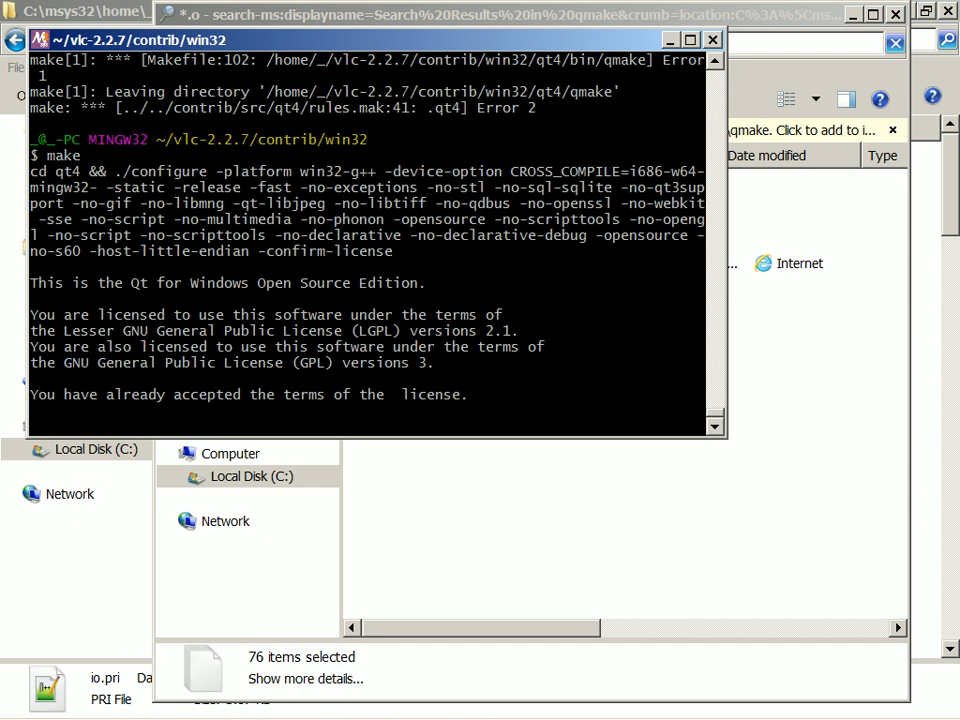 C:\msys32\home\_
*.o - search-ms:displayname=Search%20Results%20in%20qmake&crumb=location:C%3A%5Cms...
~/vlc-2.2.7/contrib/win32
make[1]: *** [Makefile:102: /home/_/vlc-2.2.7/contrib/win32/qt4/bin/qmake] Error
1
make[1]: Leaving directory '/home/_/vlc-2.2.7/contrib/win32/qt4/qmake'
make: *** [../../contrib/src/qt4/rules.mak:41: .qt4] Error 2
_@_-PC MINGW32 ~/vlc-2.2.7/contrib/win32
$ make
cd qt4 && ./configure -platform win32-g++ -device-option CROSS_COMPILE=i686-w64-
mingw32- -static -release -fast -no-exceptions -no-stl -no-sql-sqlite -no-qt3sup
port -no-gif -no-libmng -qt-libjpeg -no-libtiff -no-qdbus -no-openssl -no-webkit
-sse -no-script -no-multimedia -no-phonon -opensource -no-scripttools -no-openg
l -no-script -no-scripttools -no-declarative -no-declarative-debug -opensource -
no-s60 -host-little-endian -confirm-license
This is the Qt for Windows Open Source Edition.
You are licensed to use this software under the terms of
the Lesser GNU General Public License (LGPL) versions 2.1.
You are also licensed to use this software under the terms of
the GNU General Public License (GPL) versions 3.
You have already accepted the terms of the  license.
qmake. Click to add to i...
Date modified
Type
... Internet
Local Disk (C:)
Network
Computer
Local Disk (C:)
Network
76 items selected
Show more details...
io.pri Da
PRI File